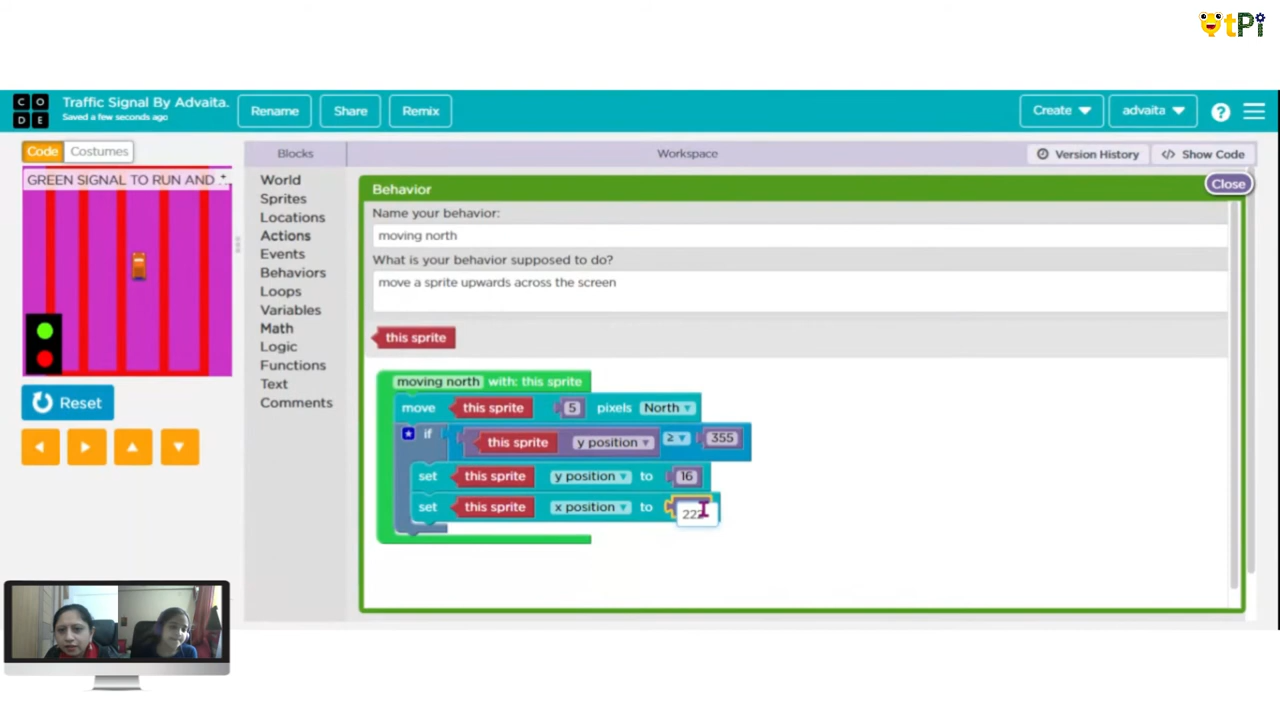 UtPi
CODE
Traffic Signal By Advaita.
Saved a few seconds ago
Rename
Share
Remix
Create
advaita
?
Code
Costumes
Blocks
Workspace
Version History
</> Show Code
GREEN SIGNAL TO RUN AND
World
Sprites
Locations
Actions
Events
Behaviors
Loops
Variables
Math
Logic
Functions
Text
Comments
Behavior
Close
Name your behavior:
moving north
What is your behavior supposed to do?
move a sprite upwards across the screen
this sprite
moving north with: this sprite
move this sprite 5 pixels North
if this sprite y position ≥ 355
set this sprite y position to 16
set this sprite x position to 222
Reset